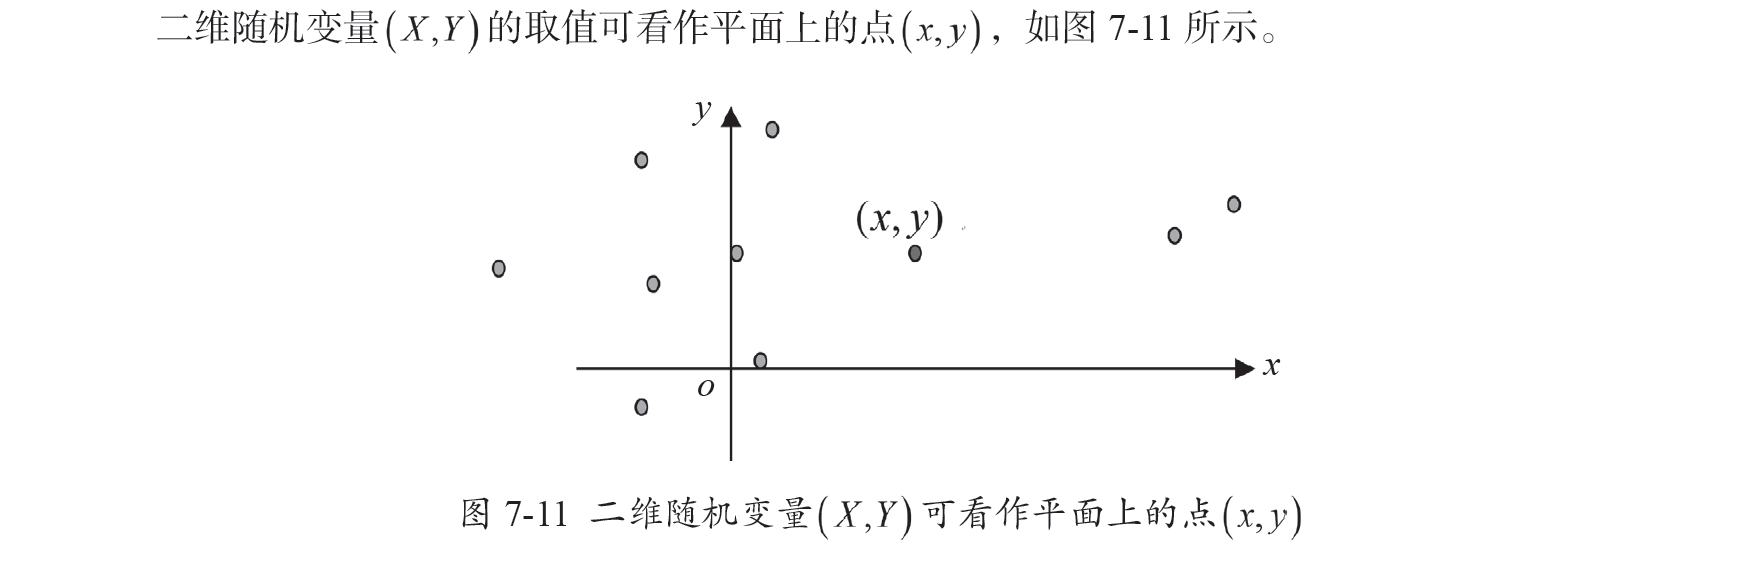 二维随机变量(X,Y)的取值可看作平面上的点(x,y)，如图 7-11 所示。
y
(x,y)
x
o
图 7-11 二维随机变量(X,Y)可看作平面上的点(x,y)